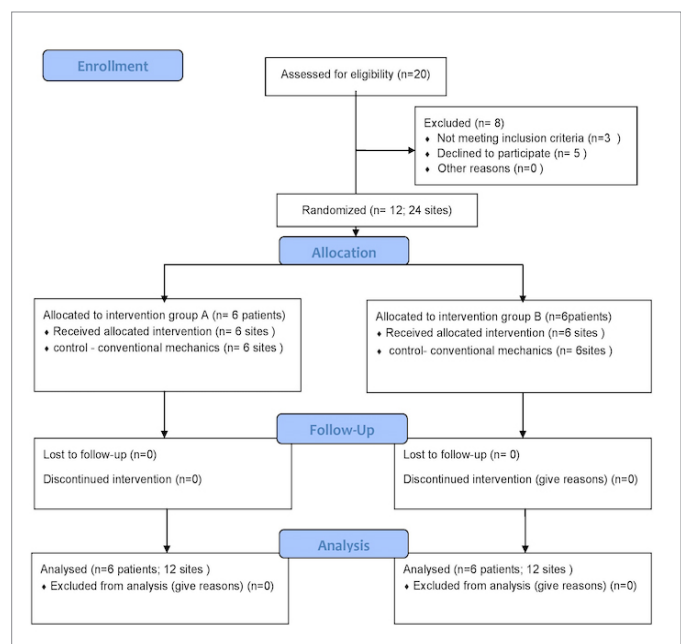 Enrollment
Assessed for eligibility (n=20)
Excluded (n= 8)
♦ Not meeting inclusion criteria (n=3 )
♦ Declined to participate (n= 5 )
♦ Other reasons (n=0 )
Randomized (n= 12; 24 sites)
Allocation
Allocated to intervention group A (n= 6 patients)
♦ Received allocated intervention (n= 6 sites )
♦ control - conventional mechanics (n= 6 sites )
Allocated to intervention group B (n=6patients)
♦ Received allocated intervention (n=6 sites )
♦ control- conventional mechanics (n= 6sites )
Follow-Up
Lost to follow-up (n=0)
Discontinued intervention (n=0)
Lost to follow-up (n= 0)
Discontinued intervention (give reasons) (n=0)
Analysis
Analysed (n=6 patients; 12 sites )
♦ Excluded from analysis (give reasons) (n=0)
Analysed (n=6 patients; 12 sites )
♦ Excluded from analysis (give reasons) (n=0)